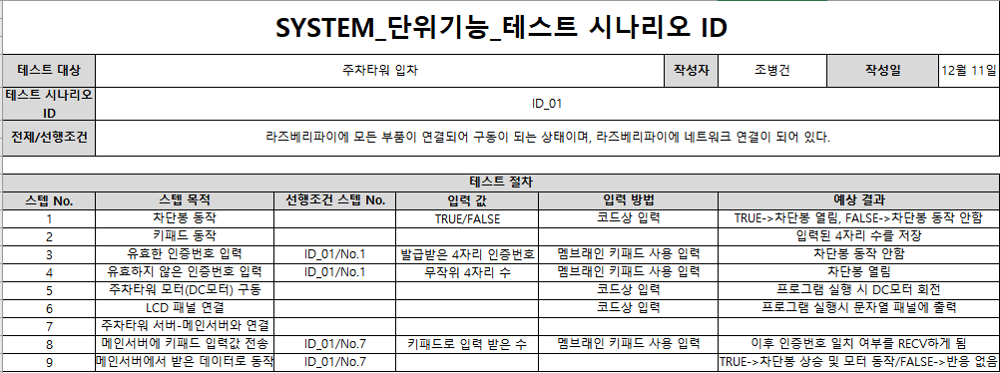 SYSTEM_단위기능_테스트 시나리오 ID
테스트 대상 주차타워 입차 작성자 조병건 작성일 12월 11일
테스트 시나리오
ID
ID_01
전제/선행조건 라즈베리파이에 모든 부품이 연결되어 구동이 되는 상태이며, 라즈베리파이에 네트워크 연결이 되어 있다.
테스트 절차
스텝 No. 스텝 목적 선행조건 스텝 No. 입력 값 입력 방법 예상 결과
1 차단봉 동작 TRUE/FALSE 코드상 입력 TRUE->차단봉 열림, FALSE->차단봉 동작 안함
2 키패드 동작 입력된 4자리 수를 저장
3 유효한 인증번호 입력 ID_01/No.1 발급받은 4자리 인증번호 멤브래인 키패드 사용 입력 차단봉 동작 안함
4 유효하지 않은 인증번호 입력 ID_01/No.1 무작위 4자리 수 멤브래인 키패드 사용 입력 차단봉 열림
5 주차타워 모터(DC모터) 구동 코드상 입력 프로그램 실행 시 DC모터 회전
6 LCD 패널 연결 코드상 입력 프로그램 실행시 문자열 패널에 출력
7 주차타워 서버-메인서버와 연결
8 메인서버에 키패드 입력값 전송 ID_01/No.7 키패드로 입력 받은 수 멤브래인 키패드 사용 입력 이후 인증번호 일치 여부를 RECV하게 됨
9 메인서버에서 받은 데이터로 동작 ID_01/No.7 TRUE->차단봉 상승 및 모터 동작/FALSE->반응 없음